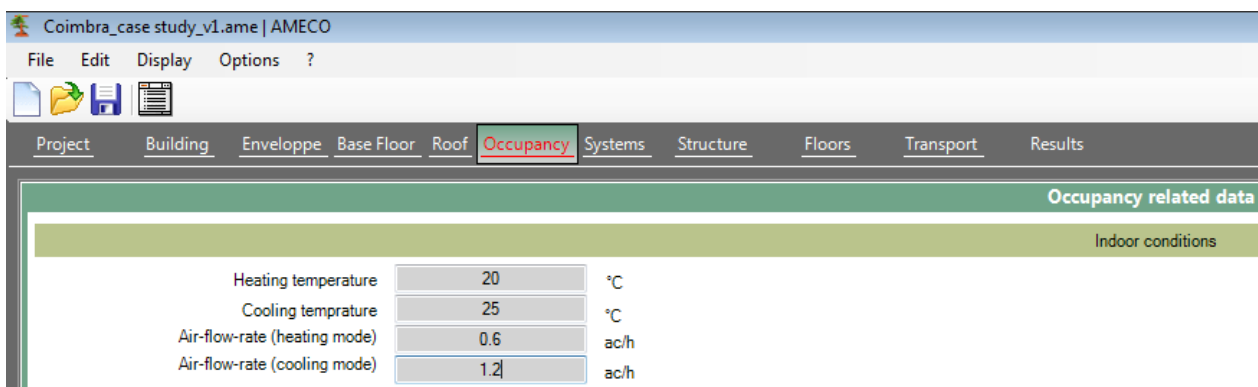 Coimbra_case study_v1.ame | AMECO
File Edit Display Options ?
Project Building Enveloppe Base Floor Roof Occupancy Systems Structure Floors Transport Results
Occupancy related data
Indoor conditions
Heating temperature 20 °C
Cooling temprature 25 °C
Air-flow-rate (heating mode) 0.6 ac/h
Air-flow-rate (cooling mode) 1.2 ac/h